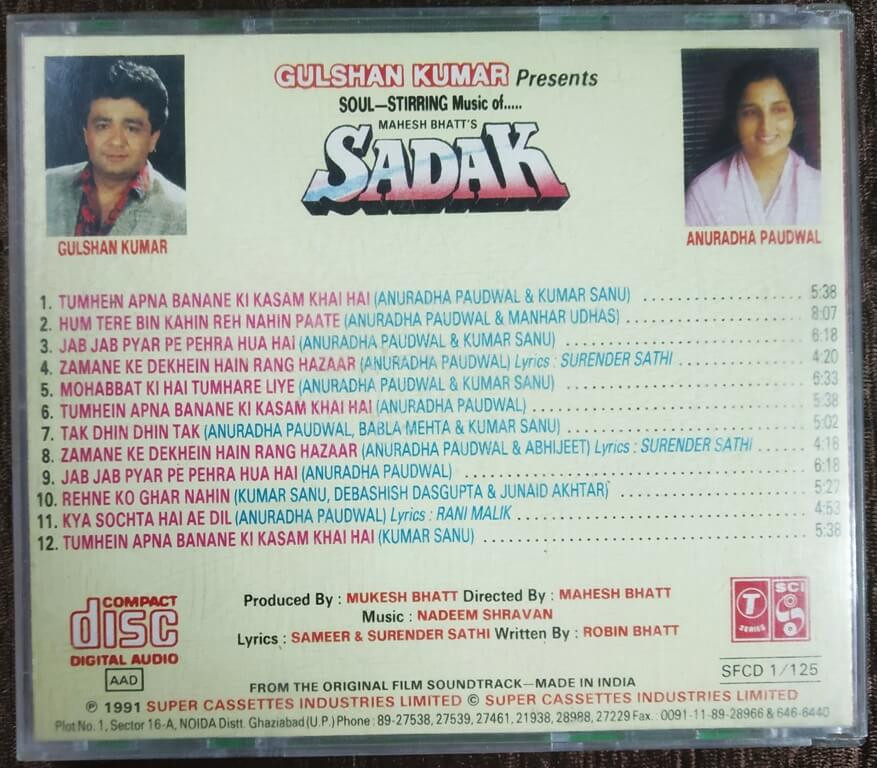 GULSHAN KUMAR Presents
SOUL—STIRRING Music of.....
MAHESH BHATT'S
SADAK
GULSHAN KUMAR
ANURADHA PAUDWAL
1. TUMHEIN APNA BANANE KI KASAM KHAI HAI (ANURADHA PAUDWAL & KUMAR SANU) ..................... 5:38
2. HUM TERE BIN KAHIN REH NAHIN PAATE (ANURADHA PAUDWAL & MANHAR UDHAS) ..................... 8:07
3. JAB JAB PYAR PE PEHRA HUA HAI (ANURADHA PAUDWAL & KUMAR SANU) ..................... 6:18
4. ZAMANE KE DEKHEIN HAIN RANG HAZAAR (ANURADHA PAUDWAL) Lyrics : SURENDER SATHI ..................... 4:20
5. MOHABBAT KI HAI TUMHARE LIYE (ANURADHA PAUDWAL & KUMAR SANU) ..................... 6:33
6. TUMHEIN APNA BANANE KI KASAM KHAI HAI (ANURADHA PAUDWAL) ..................... 5:38
7. TAK DHIN DHIN TAK (ANURADHA PAUDWAL, BABLA MEHTA & KUMAR SANU) ..................... 5:02
8. ZAMANE KE DEKHEIN HAIN RANG HAZAAR (ANURADHA PAUDWAL & ABHIJEET) Lyrics : SURENDER SATHI ........ 4:18
9. JAB JAB PYAR PE PEHRA HUA HAI (ANURADHA PAUDWAL) ..................... 6:18
10. REHNE KO GHAR NAHIN (KUMAR SANU, DEBASHISH DASGUPTA & JUNAID AKHTAR) ..................... 5:27
11. KYA SOCHTA HAI AE DIL (ANURADHA PAUDWAL) Lyrics : RANI MALIK ..................... 4:53
12. TUMHEIN APNA BANANE KI KASAM KHAI HAI (KUMAR SANU) ..................... 5:38
COMPACT
disc
DIGITAL AUDIO
AAD
Produced By : MUKESH BHATT Directed By : MAHESH BHATT
Music : NADEEM SHRAVAN
Lyrics : SAMEER & SURENDER SATHI Written By : ROBIN BHATT
T
SERIES
SCI
SFCD 1/125
FROM THE ORIGINAL FILM SOUNDTRACK—MADE IN INDIA
℗ 1991 SUPER CASSETTES INDUSTRIES LIMITED © SUPER CASSETTES INDUSTRIES LIMITED
Plot No. 1, Sector 16-A, NOIDA Distt. Ghaziabad (U.P.) Phone : 89-27538, 27539, 27461, 21938, 28988, 27229 Fax. : 0091-11-89-28966 & 646-6440